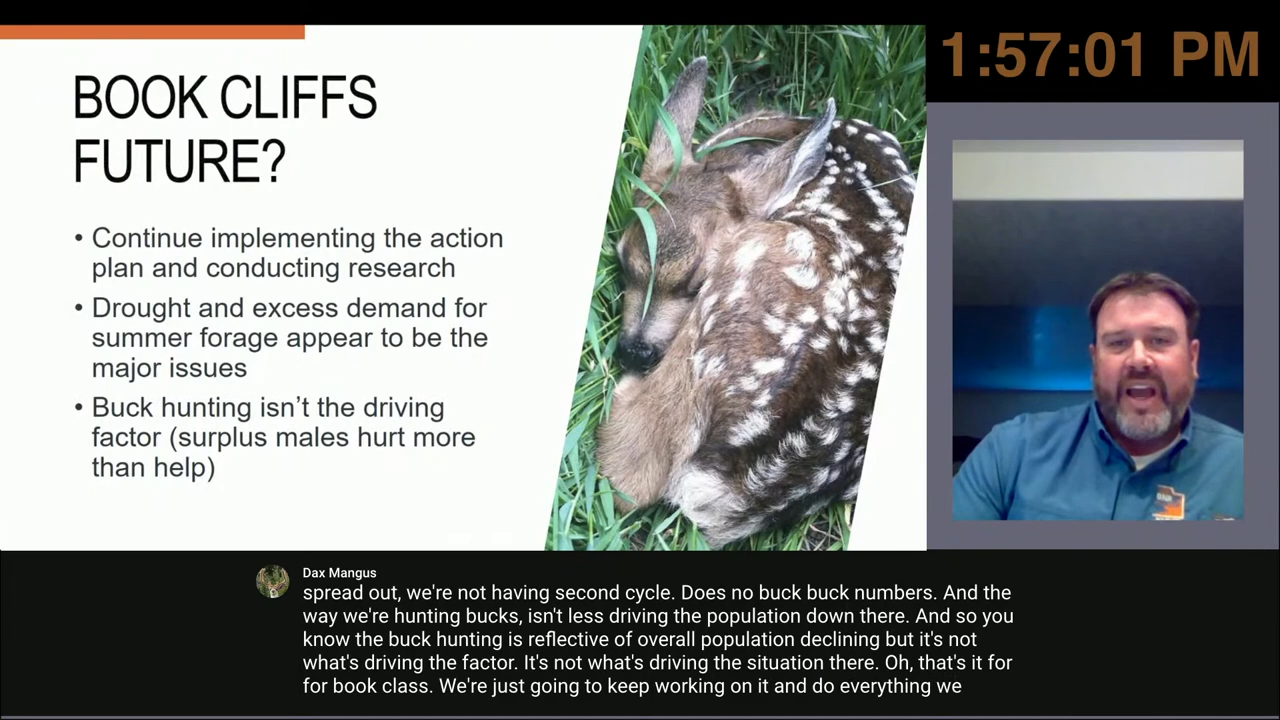 1:57:01 PM
BOOK CLIFFS
FUTURE?
• Continue implementing the action
plan and conducting research
• Drought and excess demand for
summer forage appear to be the
major issues
• Buck hunting isn’t the driving
factor (surplus males hurt more
than help)
Dax Mangus
spread out, we're not having second cycle. Does no buck buck numbers. And the
way we're hunting bucks, isn't less driving the population down there. And so you
know the buck hunting is reflective of overall population declining but it's not
what's driving the factor. It's not what's driving the situation there. Oh, that's it for
for book class. We're just going to keep working on it and do everything we